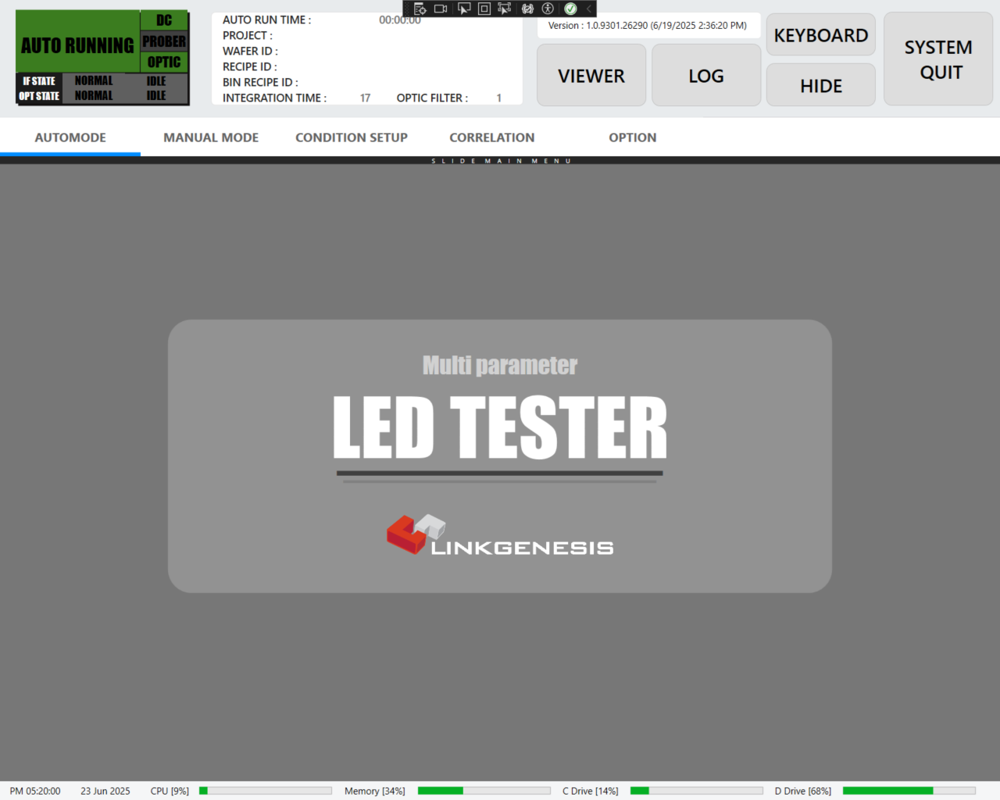 AUTO RUNNING
DC
PROBER
OPTIC
IF STATE NORMAL IDLE
OPT STATE NORMAL IDLE
AUTO RUN TIME : 00:00:00
PROJECT :
WAFER ID :
RECIPE ID :
BIN RECIPE ID :
INTEGRATION TIME : 17 OPTIC FILTER : 1
Version : 1.0.9301.26290 (6/19/2025 2:36:20 PM)
VIEWER
LOG
KEYBOARD
HIDE
SYSTEM
QUIT
AUTOMODE MANUAL MODE CONDITION SETUP CORRELATION OPTION
SLIDE MAIN MENU
Multi parameter
LED TESTER
LINKGENESIS
PM 05:20:00 23 Jun 2025 CPU [9%] Memory [34%] C Drive [14%] D Drive [68%]